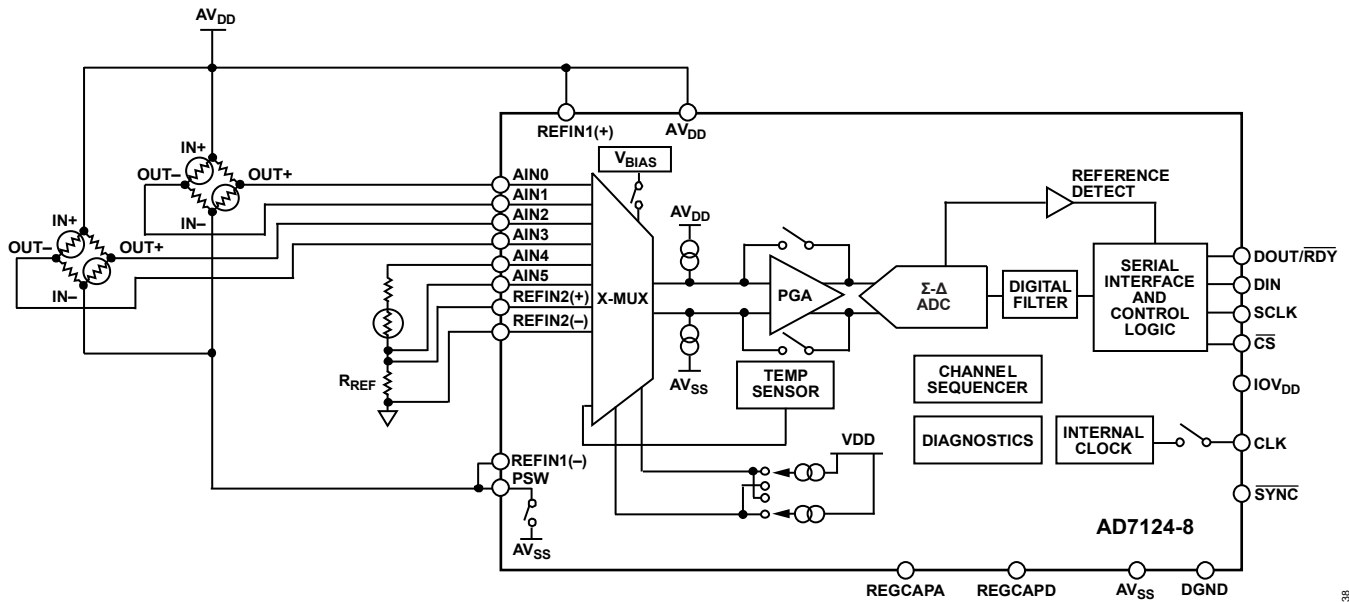 AVDD
REFIN1(+)
AVDD
IN+
OUT–
OUT+
IN–
IN+
OUT–
OUT+
IN–
RREF
AIN0
AIN1
AIN2
AIN3
AIN4
AIN5
REFIN2(+)
REFIN2(–)
REFIN1(–)
PSW
AVSS
VBIAS
X-MUX
AVDD
AVSS
PGA
TEMP
SENSOR
VDD
Σ-Δ
ADC
REFERENCE
DETECT
DIGITAL
FILTER
SERIAL
INTERFACE
AND
CONTROL
LOGIC
CHANNEL
SEQUENCER
DIAGNOSTICS
INTERNAL
CLOCK
DOUT/RDY
DIN
SCLK
CS
IOVDD
CLK
SYNC
AD7124-8
REGCAPA
REGCAPD
AVSS
DGND
38